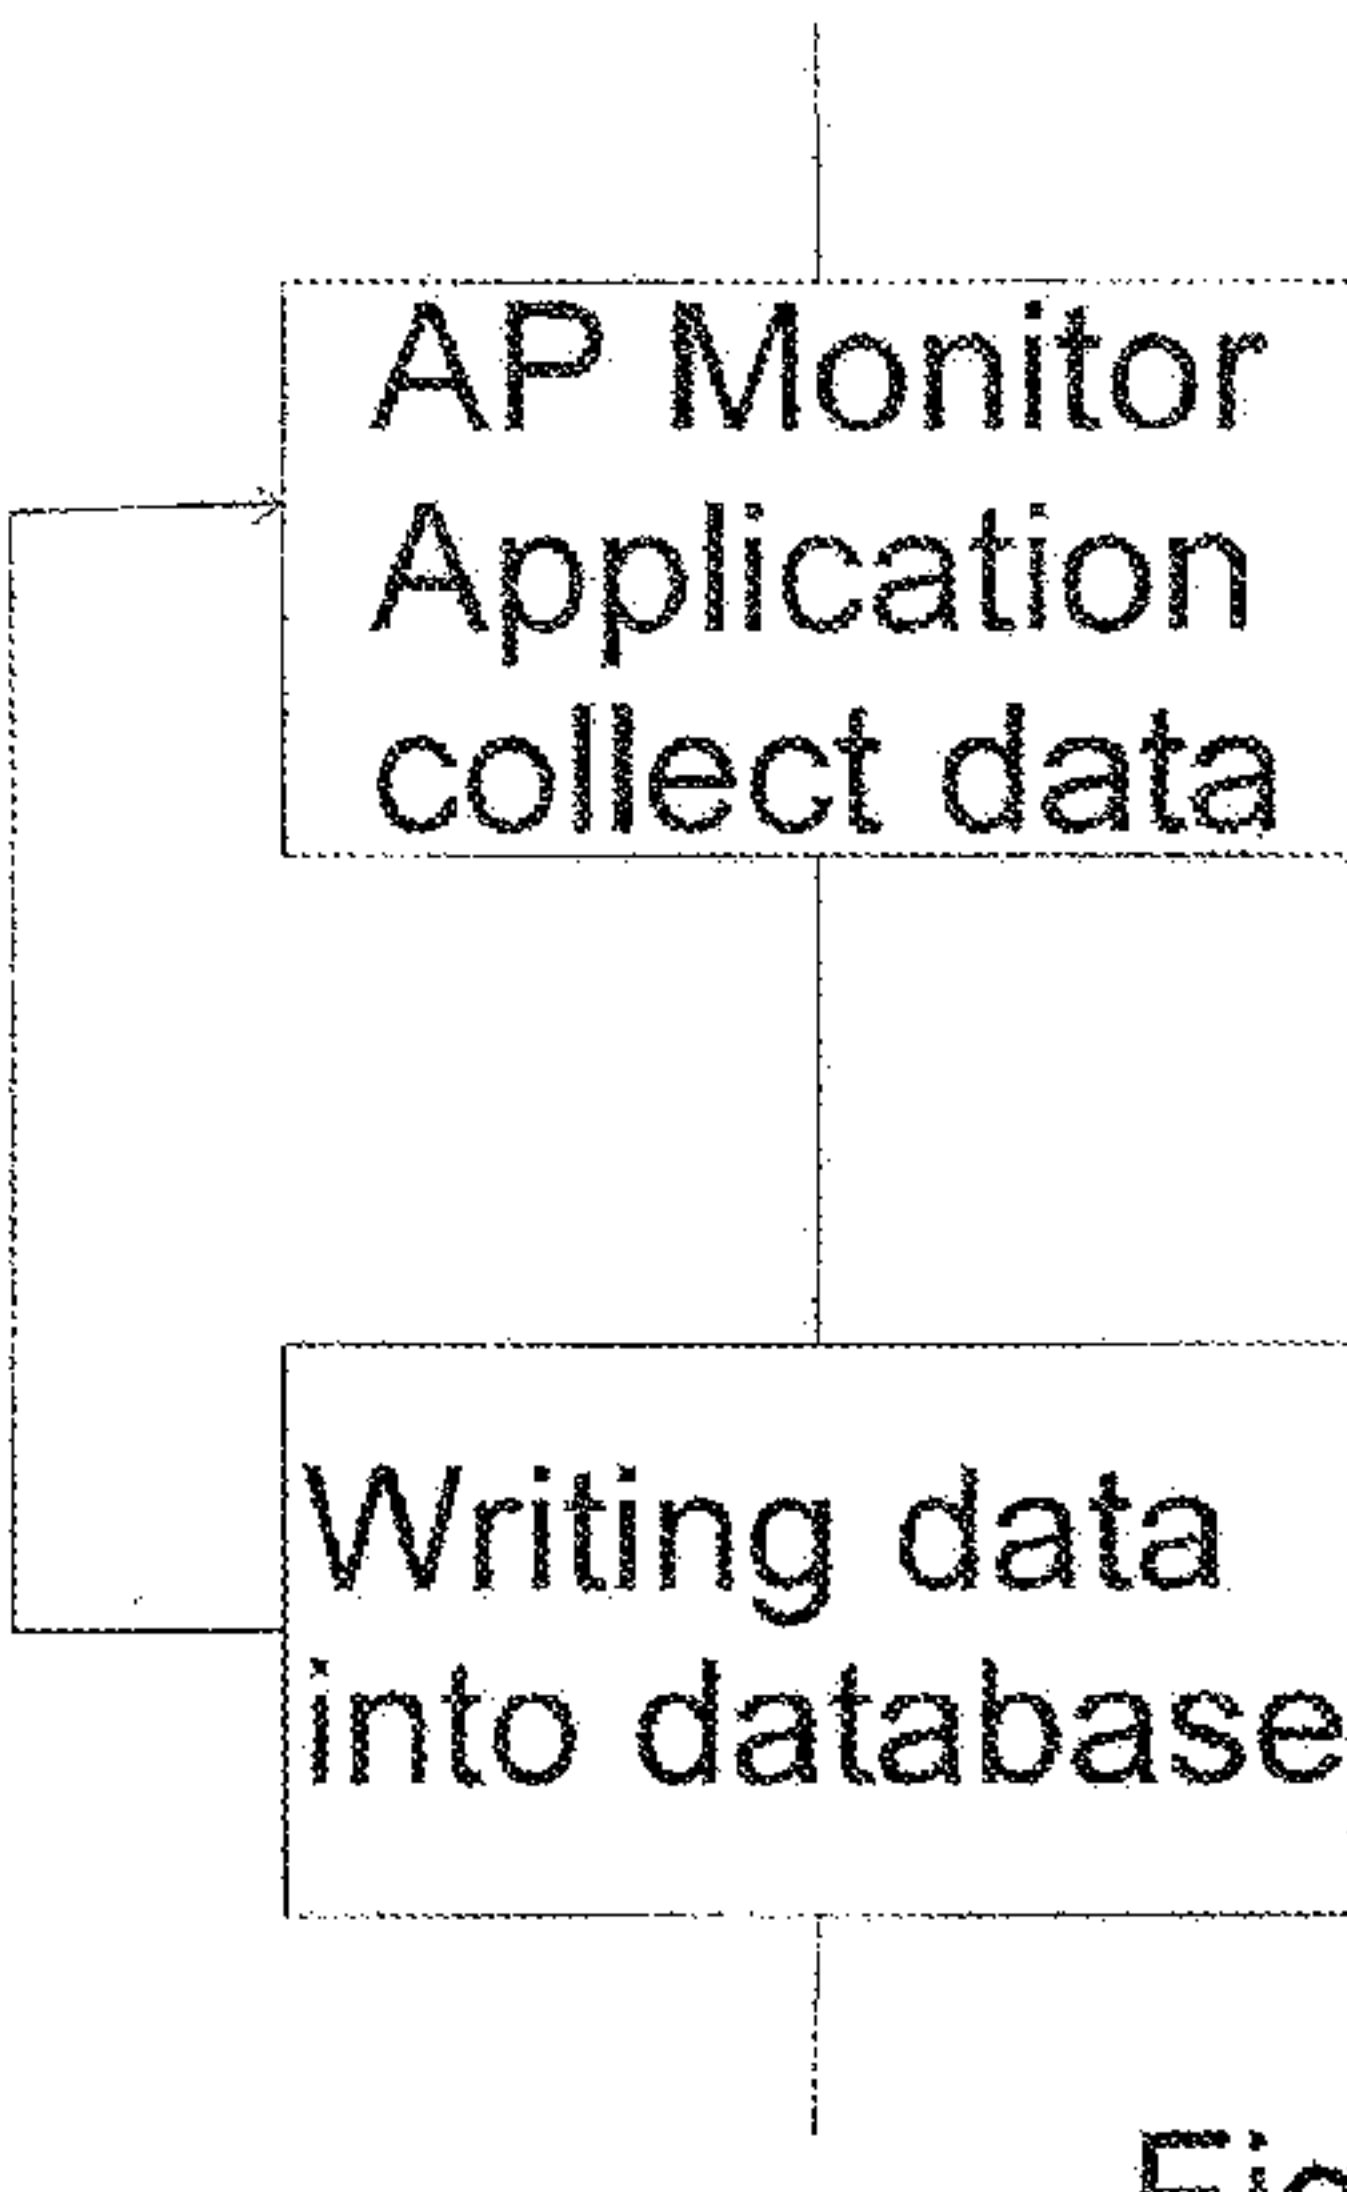 AP Monitor
Application
collect data
Writing data
into database